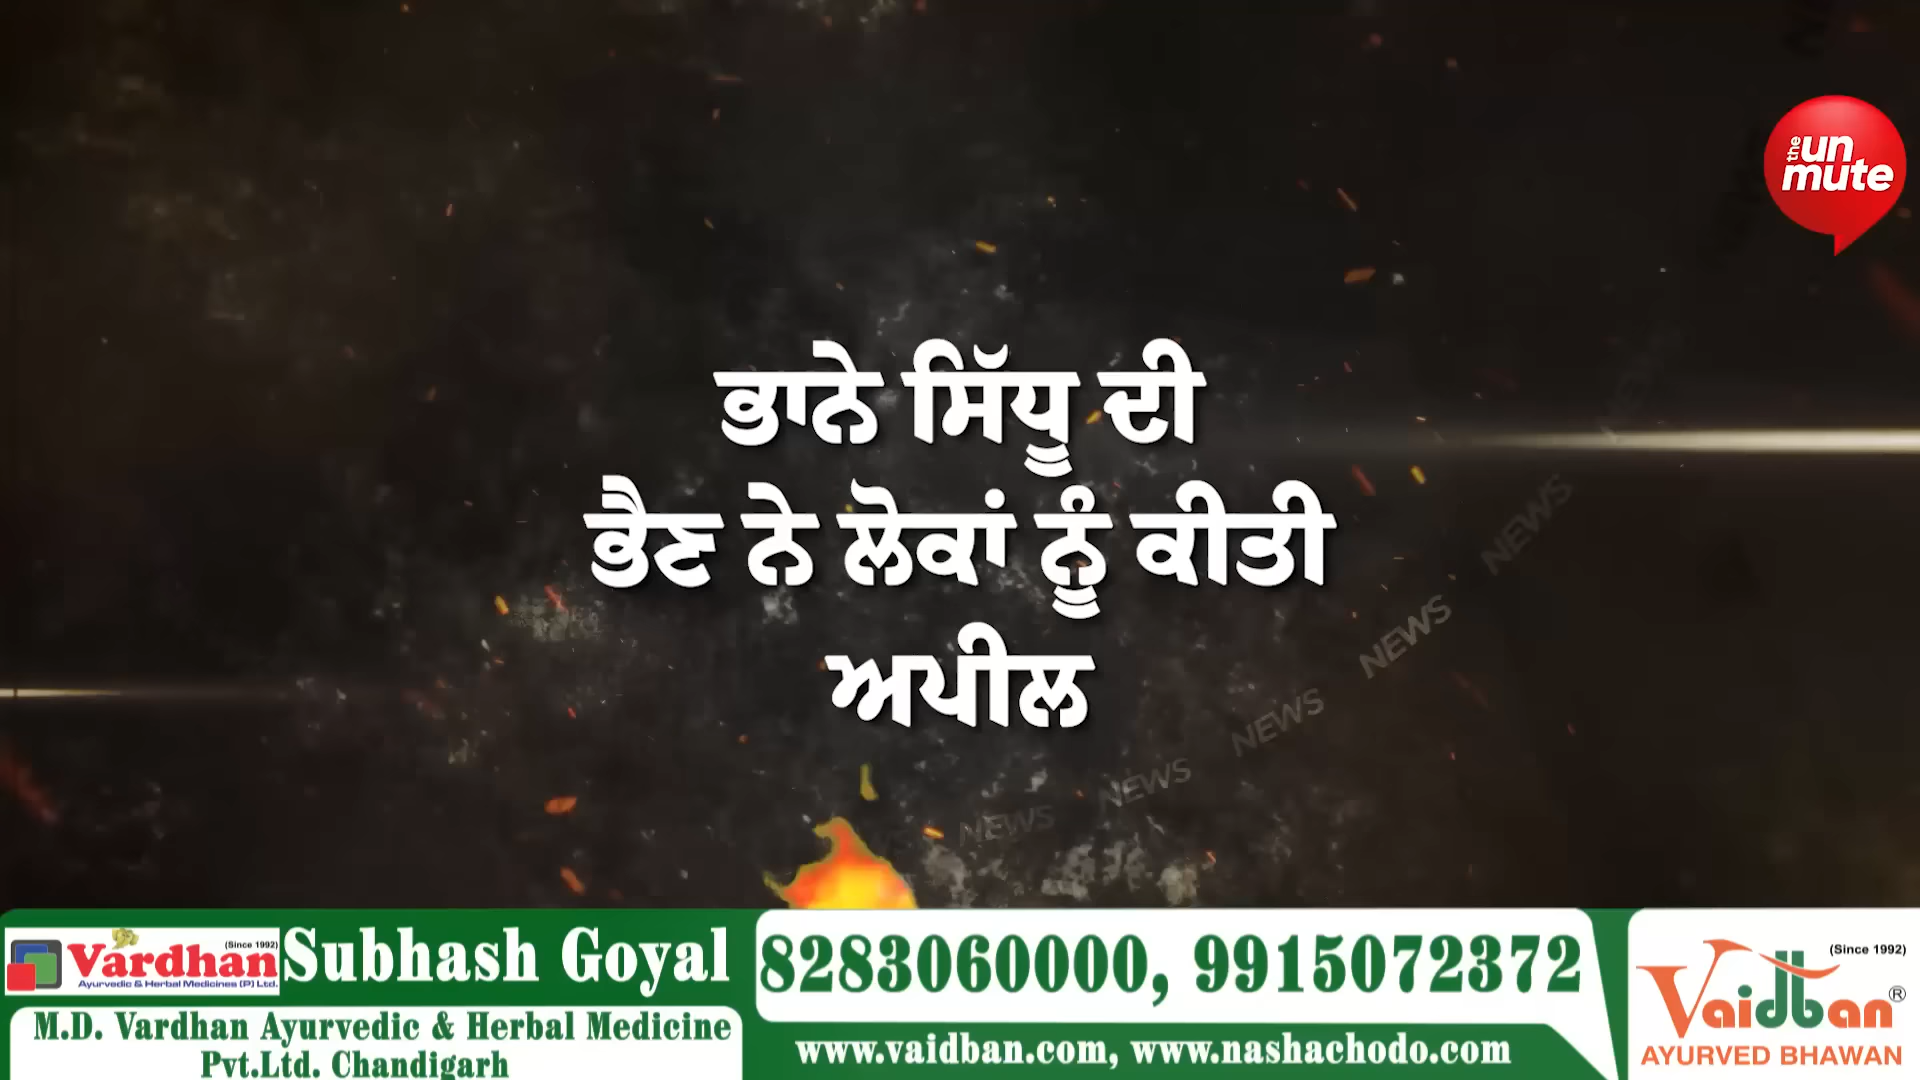 the un
mute
ਭਾਨੇ ਸਿੱਧੂ ਦੀ
ਭੈਣ ਨੇ ਲੋਕਾਂ ਨੂੰ ਕੀਤੀ
ਅਪੀਲ
NEWS
NEWS
NEWS
NEWS
NEWS
Vardhan (Since 1992)
Ayurvedic & Herbal Medicines (P) Ltd.
Subhash Goyal
M.D. Vardhan Ayurvedic & Herbal Medicine
Pvt.Ltd. Chandigarh
8283060000, 9915072372
www.vaidban.com, www.nashachodo.com
(Since 1992)
Vaidban®
AYURVED BHAWAN